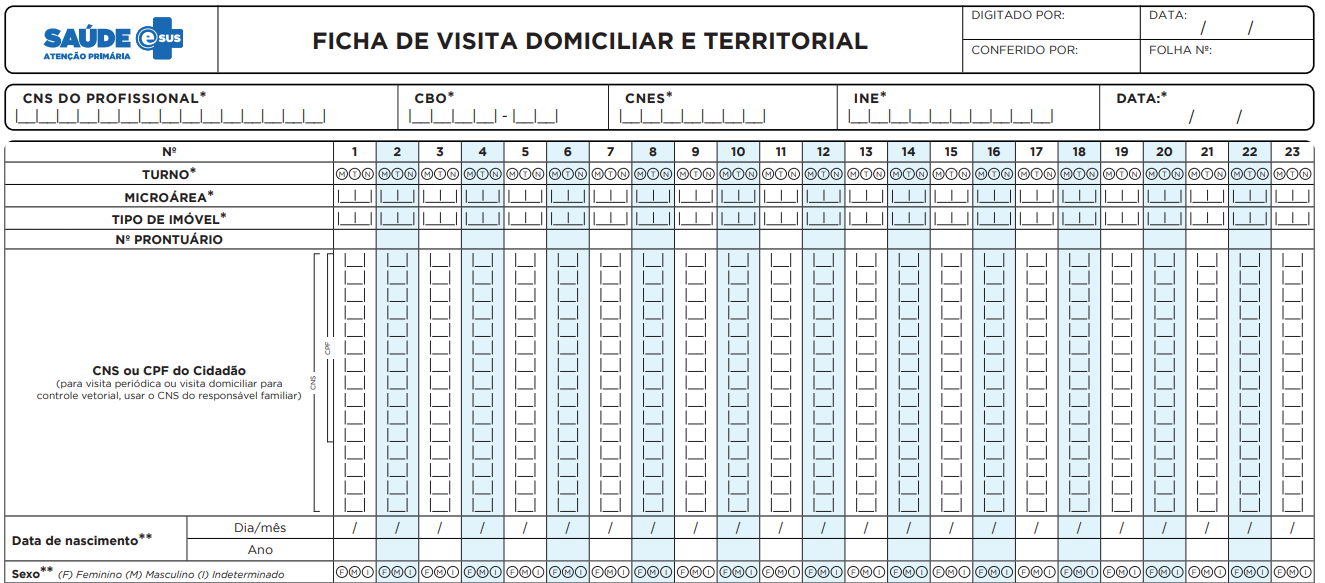 SAÚDE e SUS
ATENÇÃO PRIMÁRIA
FICHA DE VISITA DOMICILIAR E TERRITORIAL
DIGITADO POR: DATA: / /
CONFERIDO POR: FOLHA Nº:
CNS DO PROFISSIONAL* CBO* CNES* INE* DATA:*
- / /
Nº 1 2 3 4 5 6 7 8 9 10 11 12 13 14 15 16 17 18 19 20 21 22 23
TURNO* M T N M T N M T N M T N M T N M T N M T N M T N M T N M T N M T N M T N M T N M T N M T N M T N M T N M T N M T N M T N M T N M T N M T N
MICROÁREA*
TIPO DE IMÓVEL*
Nº PRONTUÁRIO
CNS ou CPF do Cidadão
(para visita periódica ou visita domiciliar para
controle vetorial, usar o CNS do responsável familiar)
CNS
CPF
Data de nascimento**
Dia/mês / / / / / / / / / / / / / / / / / / / / / / /
Ano
Sexo** (F) Feminino (M) Masculino (I) Indeterminado F M I F M I F M I F M I F M I F M I F M I F M I F M I F M I F M I F M I F M I F M I F M I F M I F M I F M I F M I F M I F M I F M I F M I